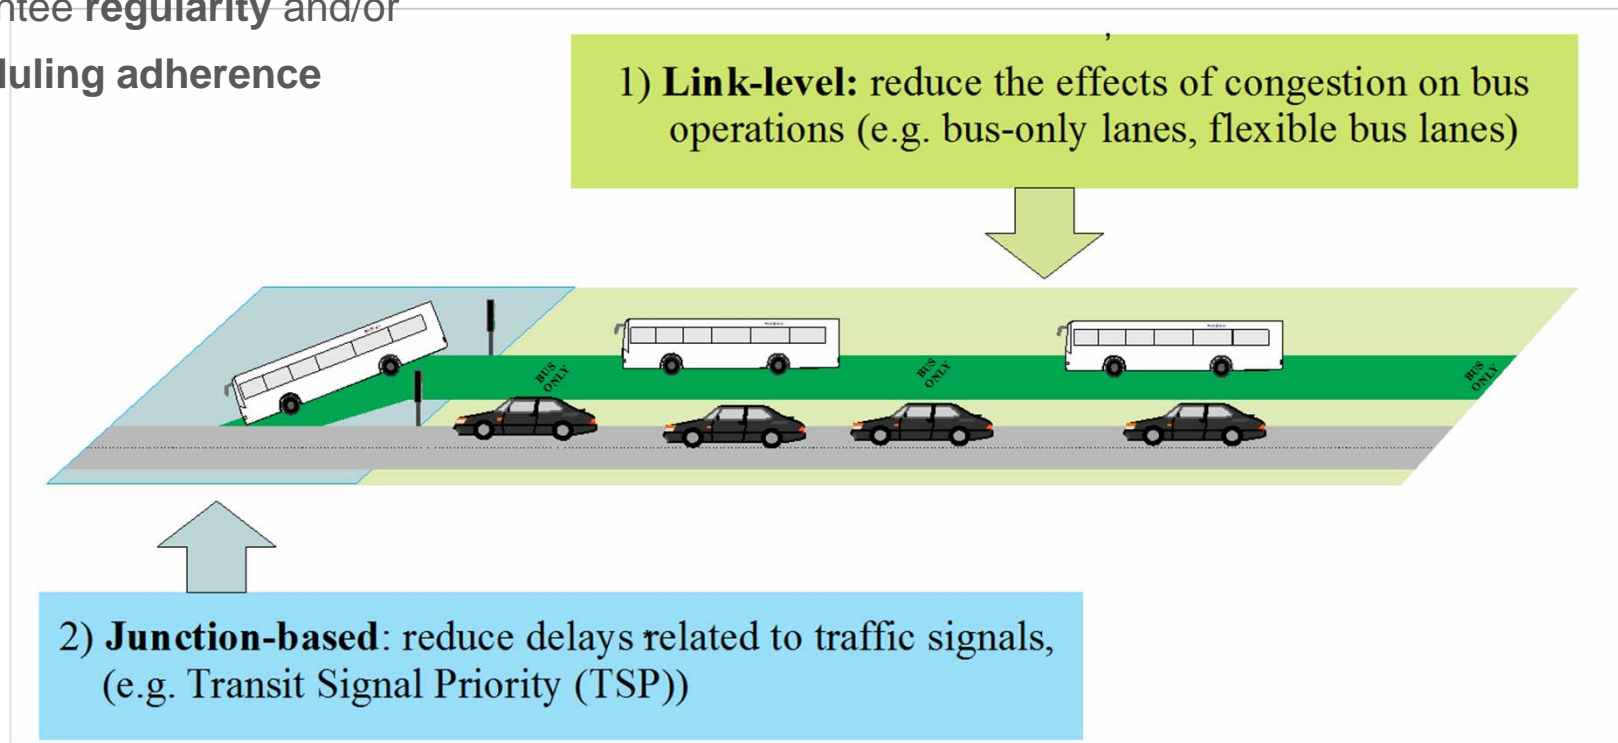 ntee regularity and/or
luling adherence
1) Link-level: reduce the effects of congestion on bus
operations (e.g. bus-only lanes, flexible bus lanes)
BUS
ONLY
BUS
ONLY
BUS
ONLY
2) Junction-based: reduce delays related to traffic signals,
(e.g. Transit Signal Priority (TSP))